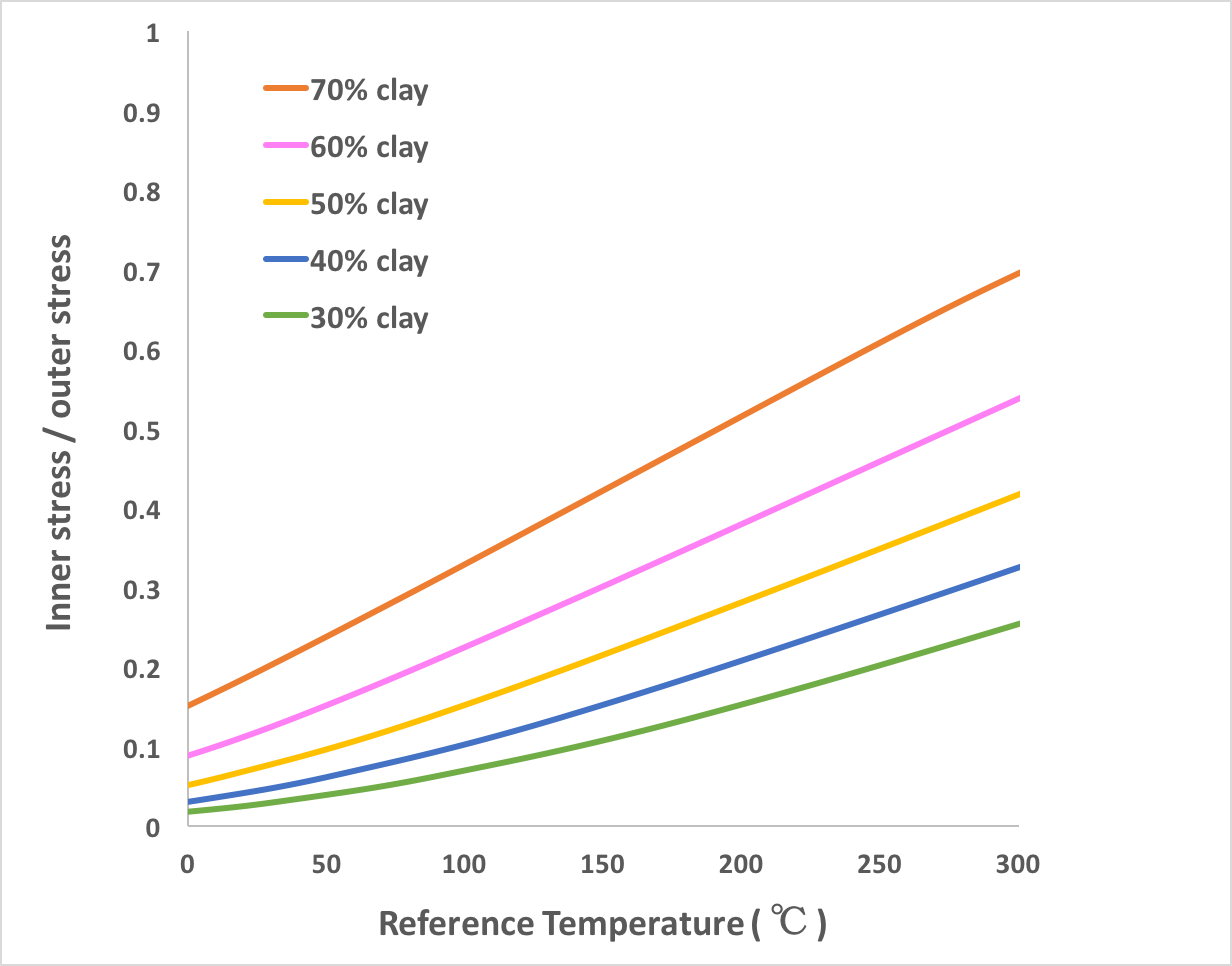 1
0.9
0.8
0.7
0.6
0.5
0.4
0.3
0.2
0.1
0
Inner stress / outer stress
70% clay
60% clay
50% clay
40% clay
30% clay
0 50 100 150 200 250 300
Reference Temperature ( ℃ )